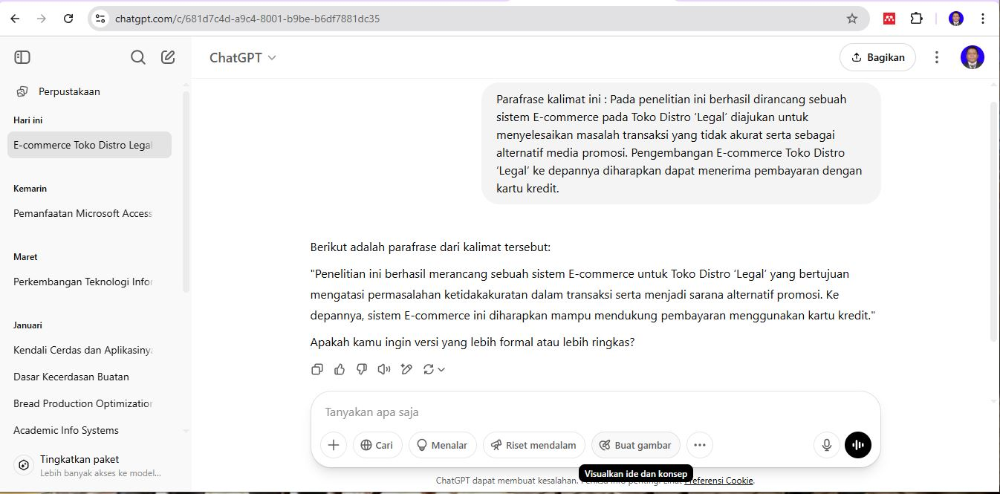 chatgpt.com/c/681d7c4d-a9c4-8001-b9be-b6df7881dc35
ChatGPT
Bagikan
Perpustakaan
Hari ini
E-commerce Toko Distro Legal
Kemarin
Pemanfaatan Microsoft Access
Maret
Perkembangan Teknologi Infor
Januari
Kendali Cerdas dan Aplikasinya
Dasar Kecerdasan Buatan
Bread Production Optimization
Academic Info Systems
Tingkatkan paket
Lebih banyak akses ke model...
Parafrase kalimat ini : Pada penelitian ini berhasil dirancang sebuah
sistem E-commerce pada Toko Distro ‘Legal’ diajukan untuk
menyelesaikan masalah transaksi yang tidak akurat serta sebagai
alternatif media promosi. Pengembangan E-commerce Toko Distro
‘Legal’ ke depannya diharapkan dapat menerima pembayaran dengan
kartu kredit.
Berikut adalah parafrase dari kalimat tersebut:
"Penelitian ini berhasil merancang sebuah sistem E-commerce untuk Toko Distro ‘Legal’ yang bertujuan
mengatasi permasalahan ketidakakuratan dalam transaksi serta menjadi sarana alternatif promosi. Ke
depannya, sistem E-commerce ini diharapkan mampu mendukung pembayaran menggunakan kartu kredit."
Apakah kamu ingin versi yang lebih formal atau lebih ringkas?
Tanyakan apa saja
Cari
Menalar
Riset mendalam
Buat gambar
Visualkan ide dan konsep
ChatGPT dapat membuat kesalahan. Preferensi Cookie.